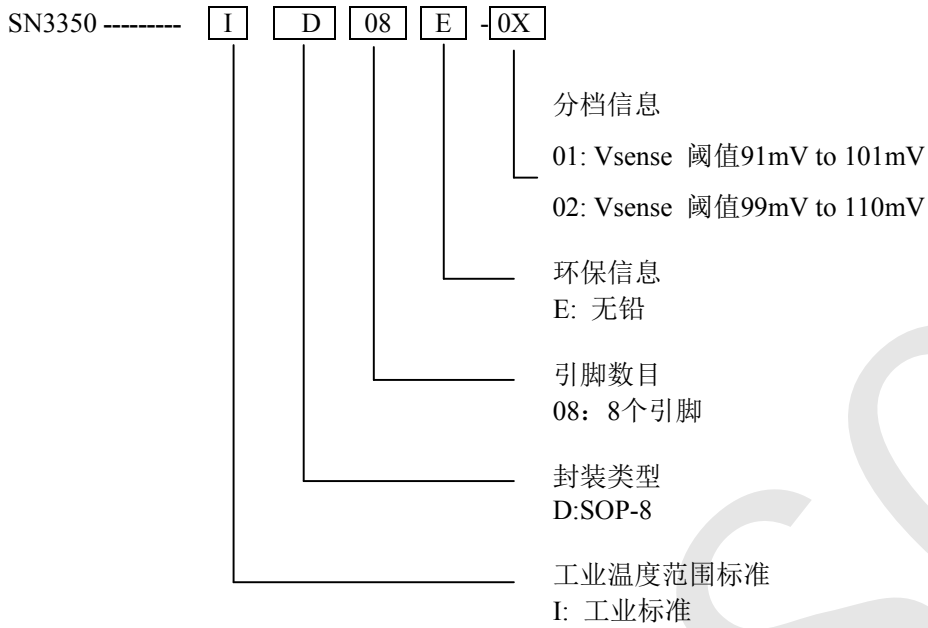 SN3350 --------- I D 08 E -0X
分档信息
01: Vsense 阈值91mV to 101mV
02: Vsense 阈值99mV to 110mV
环保信息
E: 无铅
引脚数目
08：8个引脚
封装类型
D:SOP-8
工业温度范围标准
I: 工业标准